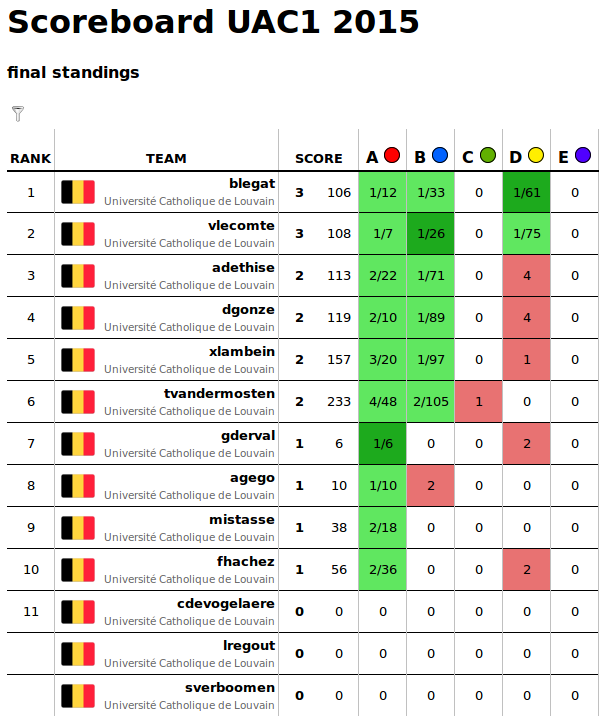 Scoreboard UAC1 2015
final standings
RANK TEAM SCORE A B C D E
1 blegat 3 106 1/12 1/33 0 1/61 0
Université Catholique de Louvain
2 vlecomte 3 108 1/7 1/26 0 1/75 0
Université Catholique de Louvain
3 adethise 2 113 2/22 1/71 0 4 0
Université Catholique de Louvain
4 dgonze 2 119 2/10 1/89 0 4 0
Université Catholique de Louvain
5 xlambein 2 157 3/20 1/97 0 1 0
Université Catholique de Louvain
6 tvandermosten 2 233 4/48 2/105 1 0 0
Université Catholique de Louvain
7 gderval 1 6 1/6 0 0 2 0
Université Catholique de Louvain
8 agego 1 10 1/10 2 0 0 0
Université Catholique de Louvain
9 mistasse 1 38 2/18 0 0 0 0
Université Catholique de Louvain
10 fhachez 1 56 2/36 0 0 2 0
Université Catholique de Louvain
11 cdevogelaere 0 0 0 0 0 0 0
Université Catholique de Louvain
lregout 0 0 0 0 0 0 0
Université Catholique de Louvain
sverboomen 0 0 0 0 0 0 0
Université Catholique de Louvain